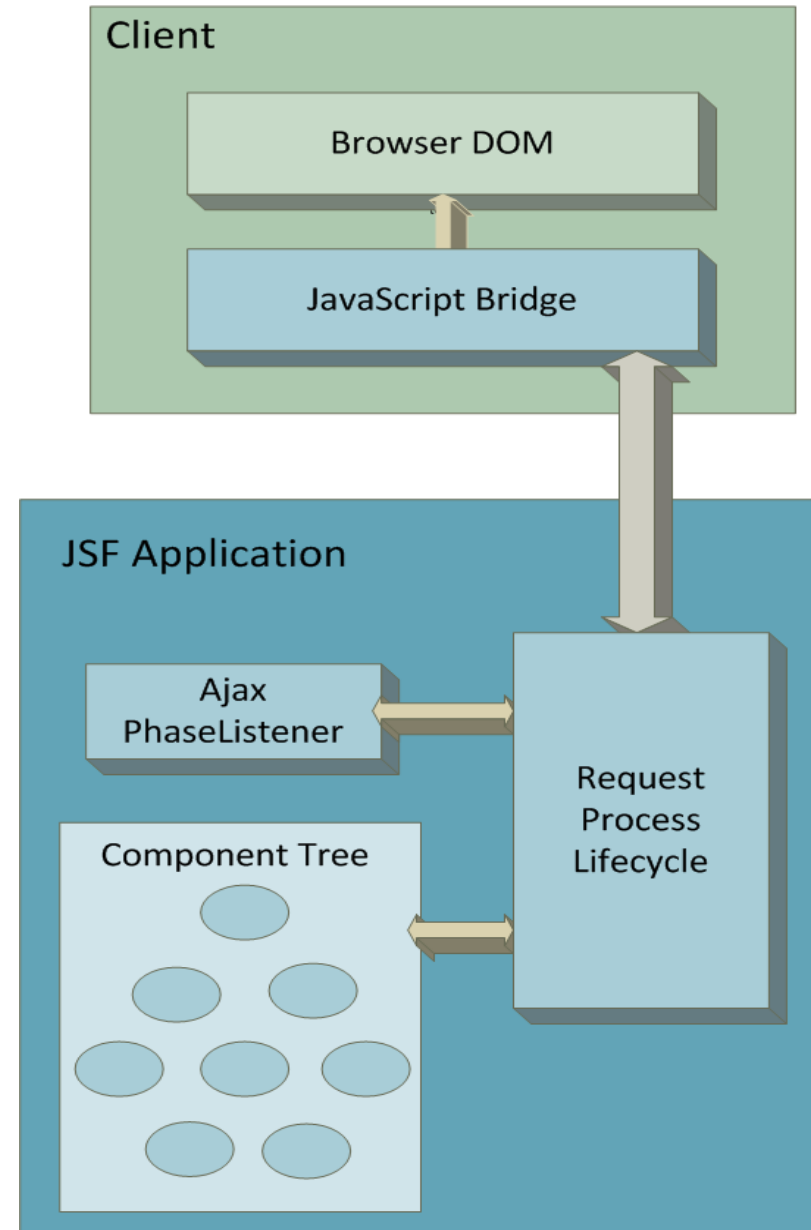 Client
Browser DOM
JavaScript Bridge
JSF Application
Ajax
PhaseListener
Request
Process
Lifecycle
Component Tree